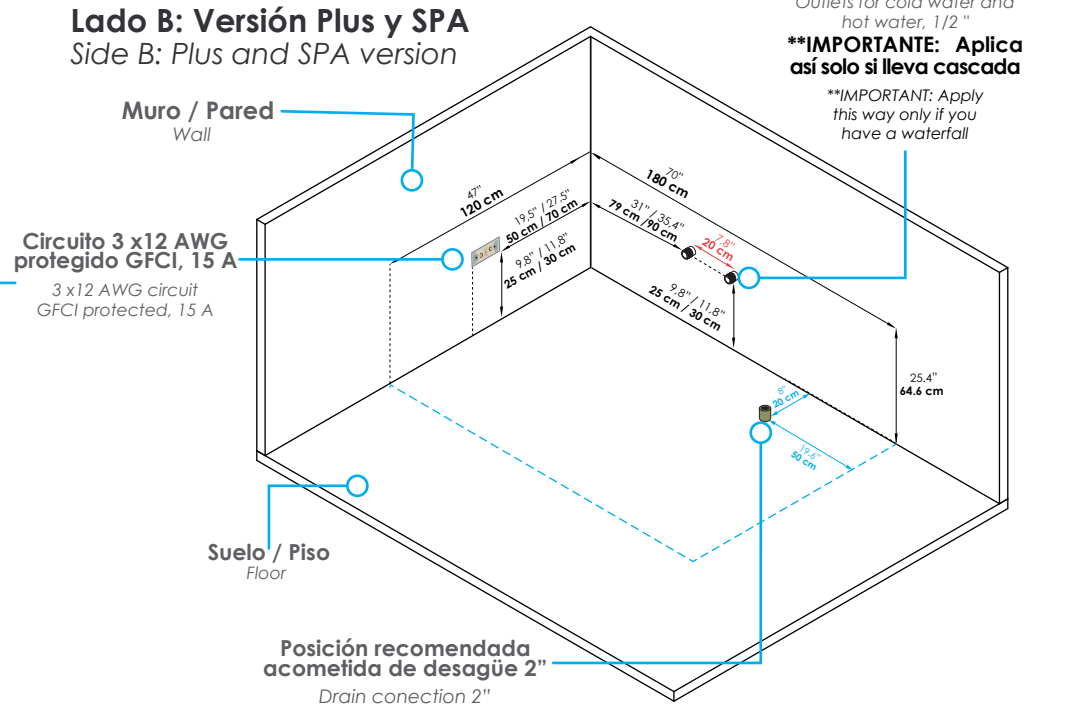 Lado B: Versión Plus y SPA
Side B: Plus and SPA version
Outlets for cold water and
hot water, 1/2 "
**IMPORTANTE: Aplica
así solo si lleva cascada
**IMPORTANT: Apply
this way only if you
have a waterfall
Muro / Pared
Wall
47"
120 cm
70"
180 cm
19.5" / 27.5"
50 cm / 70 cm
31" / 35.4"
79 cm /90 cm
7.8"
20 cm
Circuito 3 x12 AWG
protegido GFCI, 15 A
3 x12 AWG circuit
GFCI protected, 15 A
9.8" / 11.8"
25 cm / 30 cm
9.8" / 11.8"
25 cm / 30 cm
25.4"
64.6 cm
8"
20 cm
19.6"
50 cm
Suelo / Piso
Floor
Posición recomendada
acometida de desagüe 2”
Drain conection 2”